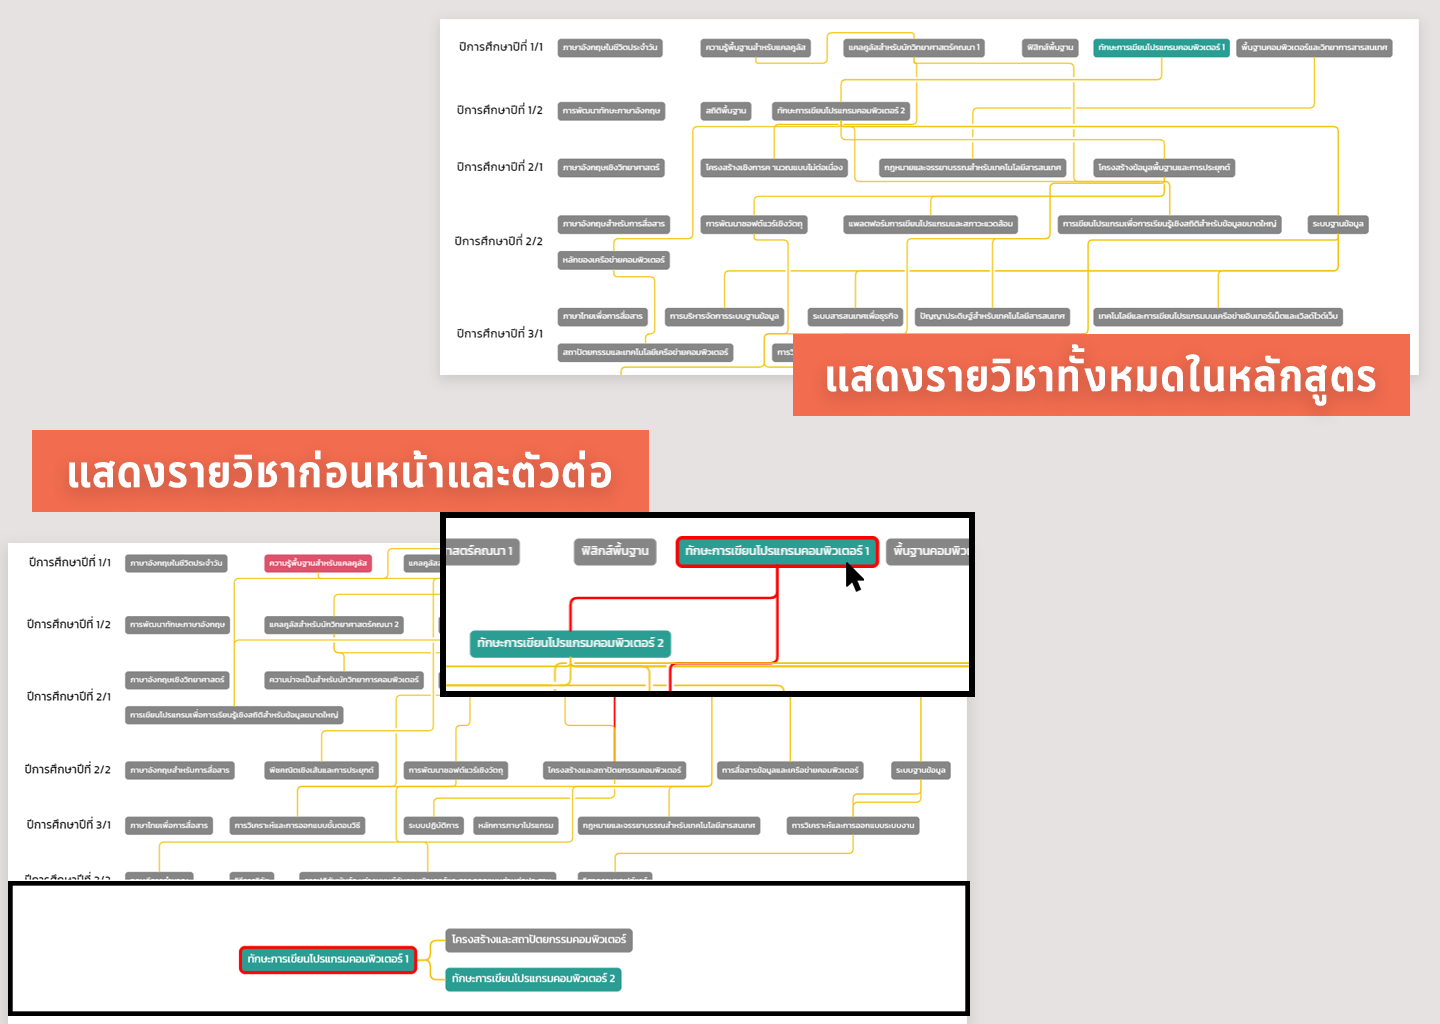 ปีการศึกษาปีที่ 1/1
ภาษาอังกฤษในชีวิตประจำวัน
ความรู้พื้นฐานสำหรับแคลคูลัส
แคลคูลัสสำหรับนักวิทยาศาสตร์คณนา 1
ฟิสิกส์พื้นฐาน
ทักษะการเขียนโปรแกรมคอมพิวเตอร์ 1
พื้นฐานคอมพิวเตอร์และวิทยาการสารสนเทศ
ปีการศึกษาปีที่ 1/2
การพัฒนาทักษะภาษาอังกฤษ
สถิติพื้นฐาน
ทักษะการเขียนโปรแกรมคอมพิวเตอร์ 2
ปีการศึกษาปีที่ 2/1
ภาษาอังกฤษเชิงวิทยาศาสตร์
โครงสร้างเชิงการค านวณแบบไม่ต่อเนื่อง
กฎหมายและจรรยาบรรณสำหรับเทคโนโลยีสารสนเทศ
โครงสร้างข้อมูลพื้นฐานและการประยุกต์
ปีการศึกษาปีที่ 2/2
ภาษาอังกฤษสำหรับการสื่อสาร
การพัฒนาซอฟต์แวร์เชิงวัตถุ
แพลตฟอร์มการเขียนโปรแกรมและสภาวะแวดล้อม
การเขียนโปรแกรมเพื่อการเรียนรู้เชิงสถิติสำหรับข้อมูลขนาดใหญ่
ระบบฐานข้อมูล
หลักของเครือข่ายคอมพิวเตอร์
ปีการศึกษาปีที่ 3/1
ภาษาไทยเพื่อการสื่อสาร
การบริหารจัดการระบบฐานข้อมูล
ระบบสารสนเทศเพื่อธุรกิจ
ปัญญาประดิษฐ์สำหรับเทคโนโลยีสารสนเทศ
เทคโนโลยีและการเขียนโปรแกรมบนเครือข่ายอินเทอร์เน็ตและเวิลด์ไวด์เว็บ
สถาปัตยกรรมและเทคโนโลยีเครือข่ายคอมพิวเตอร์
แสดงรายวิชาทั้งหมดในหลักสูตร
แสดงรายวิชาก่อนหน้าและตัวต่อ
ปีการศึกษาปีที่ 1/1
ภาษาอังกฤษในชีวิตประจำวัน
ความรู้พื้นฐานสำหรับแคลคูลัส
แคลคูลัส
าสตร์คณนา 1
ฟิสิกส์พื้นฐาน
ทักษะการเขียนโปรแกรมคอมพิวเตอร์ 1
พื้นฐานคอมพิว
ปีการศึกษาปีที่ 1/2
การพัฒนาทักษะภาษาอังกฤษ
แคลคูลัสสำหรับนักวิทยาศาสตร์คณนา 2
ทักษะการเขียนโปรแกรมคอมพิวเตอร์ 2
ปีการศึกษาปีที่ 2/1
ภาษาอังกฤษเชิงวิทยาศาสตร์
ความน่าจะเป็นสำหรับนักวิทยาการคอมพิวเตอร์
การเขียนโปรแกรมเพื่อการเรียนรู้เชิงสถิติสำหรับข้อมูลขนาดใหญ่
ปีการศึกษาปีที่ 2/2
ภาษาอังกฤษสำหรับการสื่อสาร
พีชคณิตเชิงเส้นและการประยุกต์
การพัฒนาซอฟต์แวร์เชิงวัตถุ
โครงสร้างและสถาปัตยกรรมคอมพิวเตอร์
การสื่อสารข้อมูลและเครือข่ายคอมพิวเตอร์
ระบบฐานข้อมูล
ปีการศึกษาปีที่ 3/1
ภาษาไทยเพื่อการสื่อสาร
การวิเคราะห์และการออกแบบขั้นตอนวิธี
ระบบปฏิบัติการ
หลักการภาษาโปรแกรม
กฎหมายและจรรยาบรรณสำหรับเทคโนโลยีสารสนเทศ
การวิเคราะห์และการออกแบบระบบงาน
ทักษะการเขียนโปรแกรมคอมพิวเตอร์ 1
โครงสร้างและสถาปัตยกรรมคอมพิวเตอร์
ทักษะการเขียนโปรแกรมคอมพิวเตอร์ 2